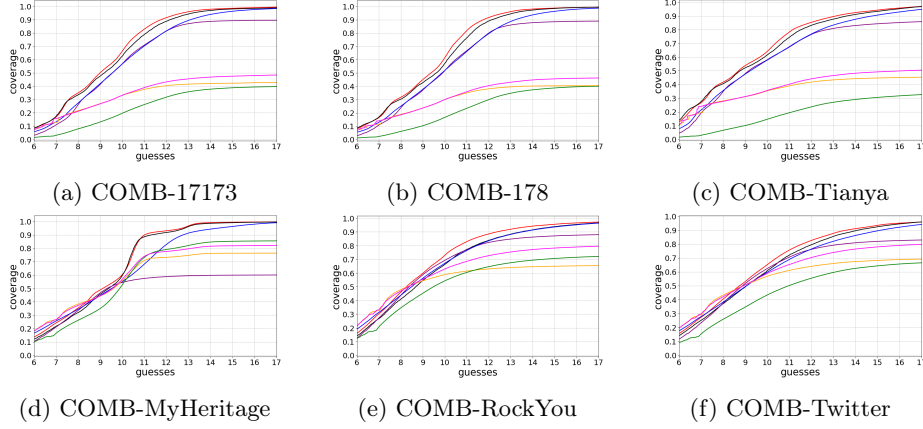 1.0 1.0 1.0
0.9 0.9 0.9
0.8 0.8 0.8
0.7 0.7 0.7
0.6 0.6 0.6
0.5 0.5 0.5
0.4 0.4 0.4
0.3 0.3 0.3
0.2 0.2 0.2
0.1 0.1 0.1
0.0 0.0 0.0
coverage coverage coverage
6 7 8 9 10 11 12 13 14 15 16 17 6 7 8 9 10 11 12 13 14 15 16 17 6 7 8 9 10 11 12 13 14 15 16 17
guesses guesses guesses
(a) COMB-17173 (b) COMB-178 (c) COMB-Tianya
1.0 1.0 1.0
0.9 0.9 0.9
0.8 0.8 0.8
0.7 0.7 0.7
0.6 0.6 0.6
0.5 0.5 0.5
0.4 0.4 0.4
0.3 0.3 0.3
0.2 0.2 0.2
0.1 0.1 0.1
0.0 0.0 0.0
coverage coverage coverage
6 7 8 9 10 11 12 13 14 15 16 17 6 7 8 9 10 11 12 13 14 15 16 17 6 7 8 9 10 11 12 13 14 15 16 17
guesses guesses guesses
(d) COMB-MyHeritage (e) COMB-RockYou (f) COMB-Twitter